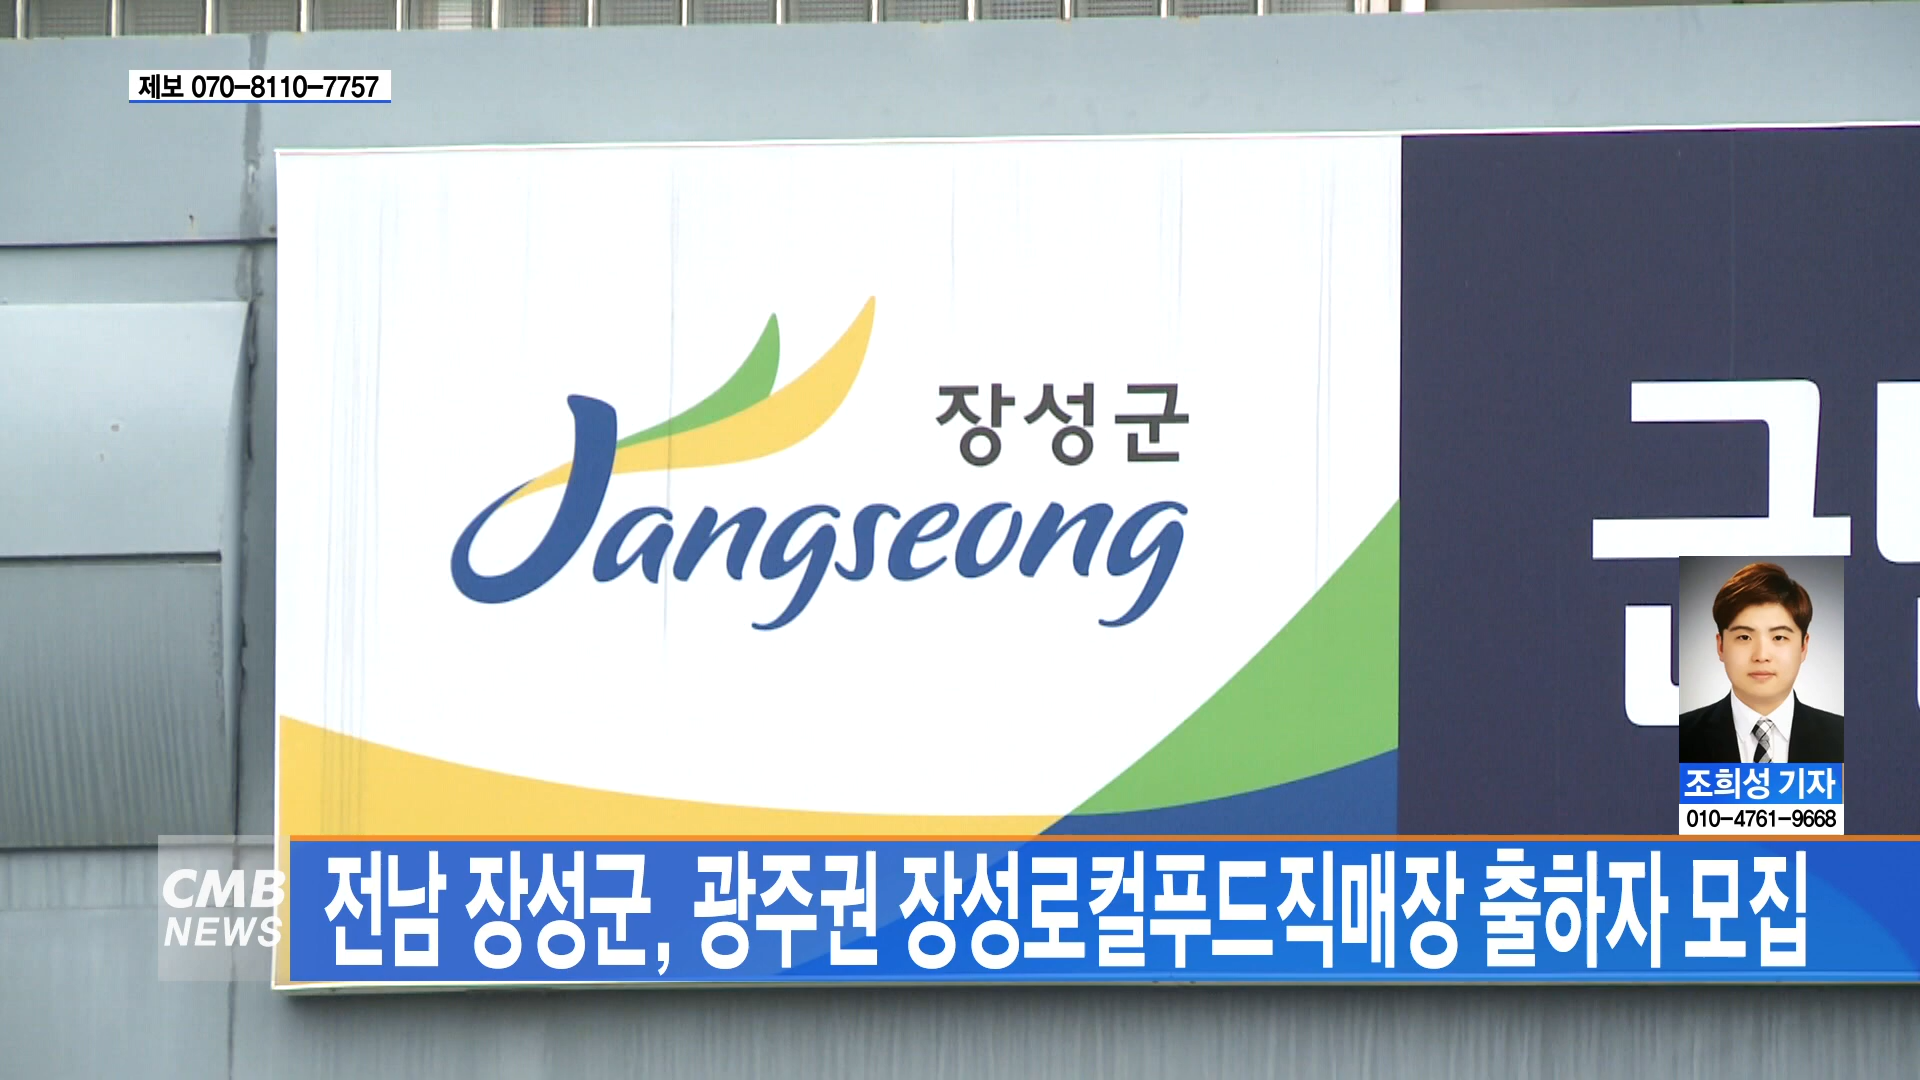 제보 070-8110-7757
장성군
Jangseong
군
조희성 기자
010-4761-9668
CMB
NEWS
전남 장성군, 광주권 장성로컬푸드직매장 출하자 모집